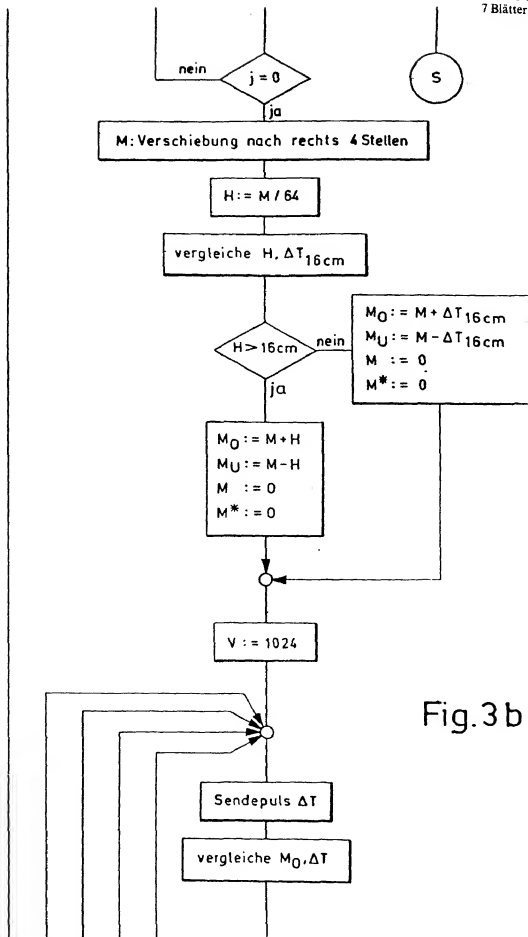 7 Blätter
nein
j = 0
S
ja
M: Verschiebung nach rechts 4 Stellen
H := M / 64
vergleiche H, ΔT16cm
H > 16cm
nein
MO := M + ΔT16cm
MU := M - ΔT16cm
M := 0
M* := 0
ja
MO := M + H
MU := M - H
M := 0
M* := 0
V := 1024
Fig. 3b
Sendepuls ΔT
vergleiche MO, ΔT